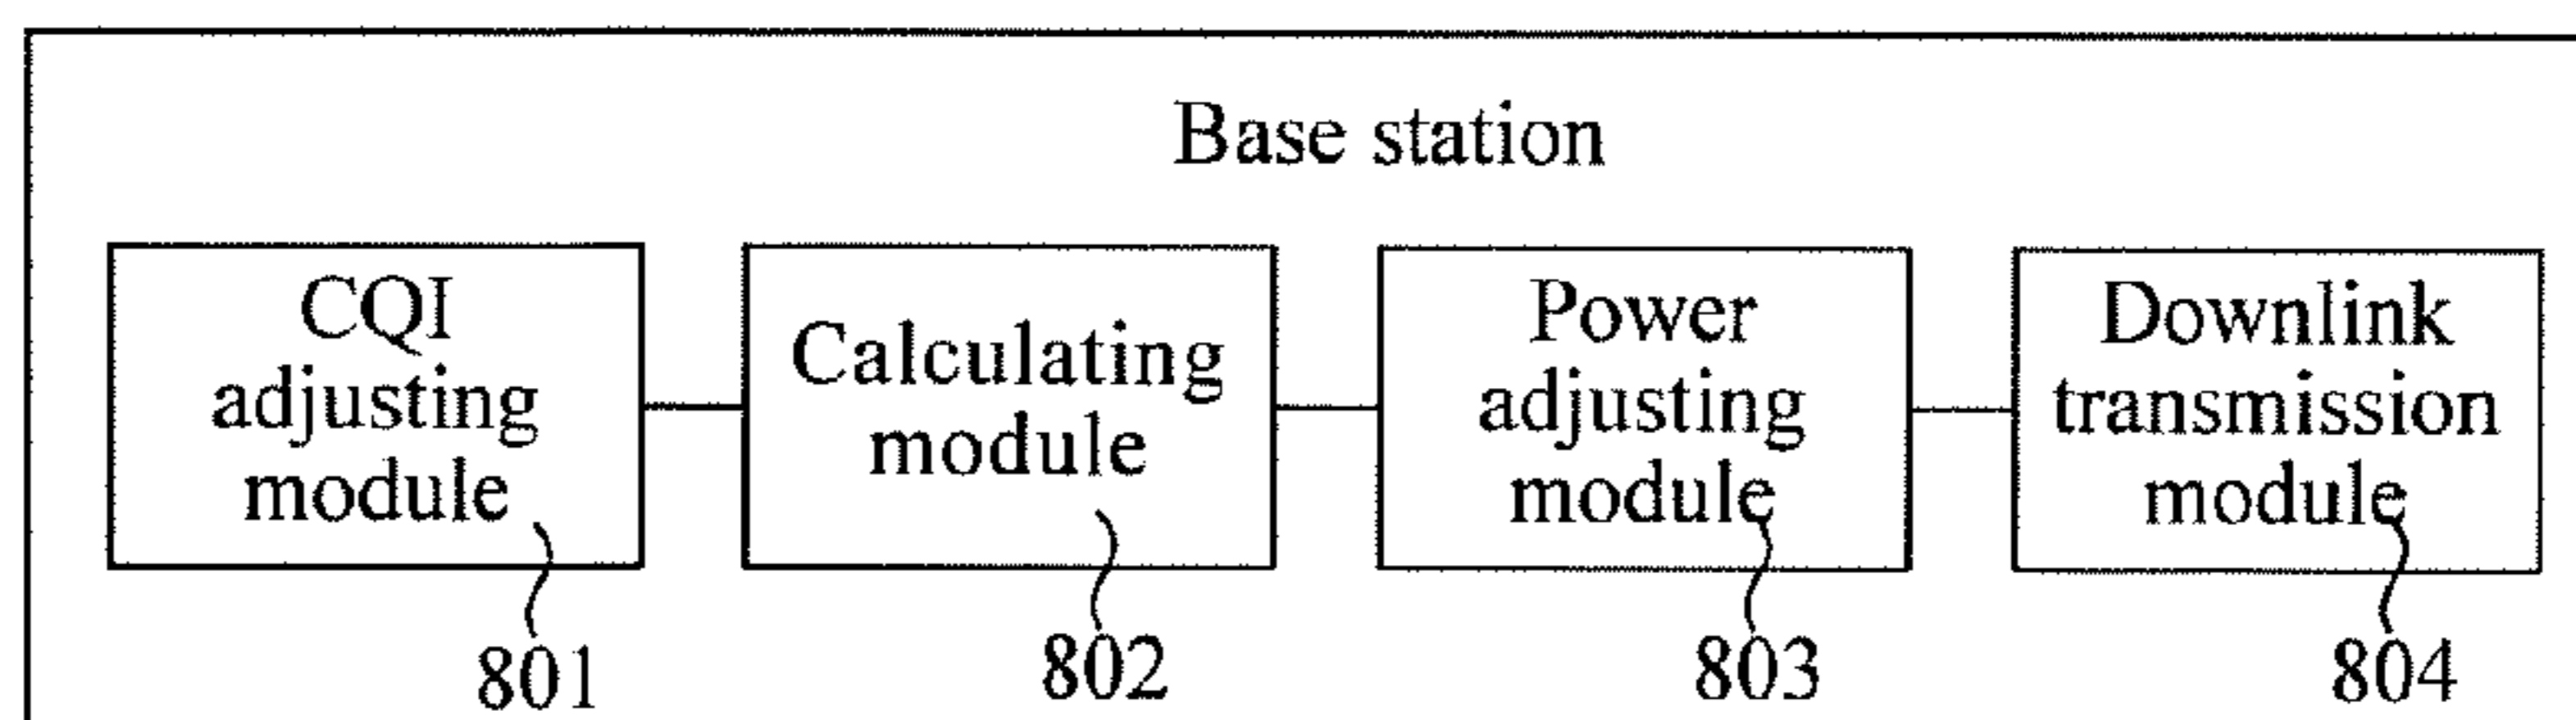 Base station
CQI
adjusting
module
Calculating
module
Power
adjusting
module
Downlink
transmission
module
801
802
803
804